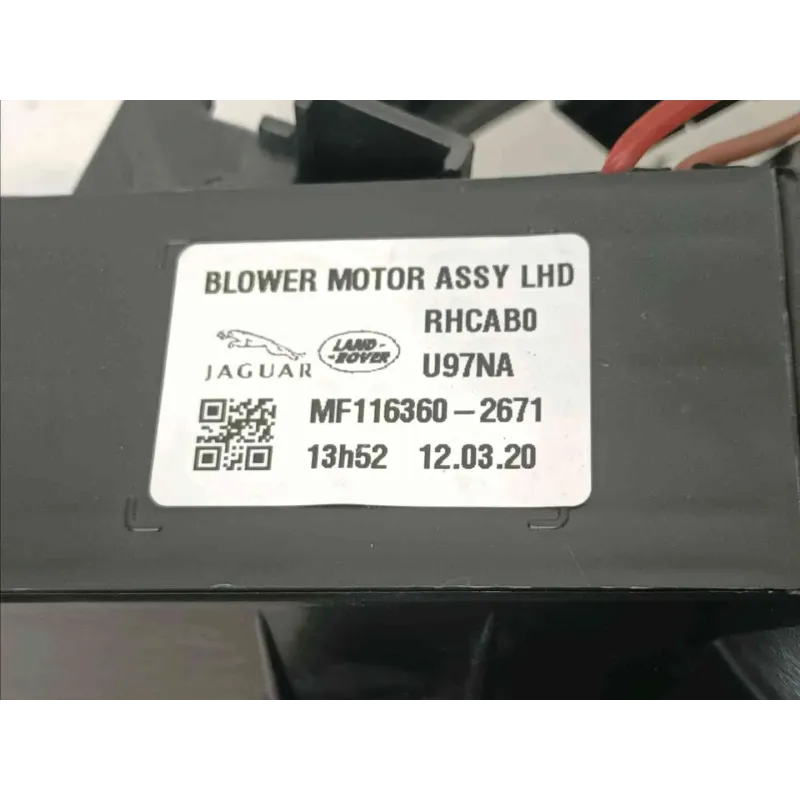 BLOWER MOTOR ASSY LHD
RHCAB0
JAGUAR
LAND-
-ROVER
U97NA
MF116360-2671
13h52 12.03.20